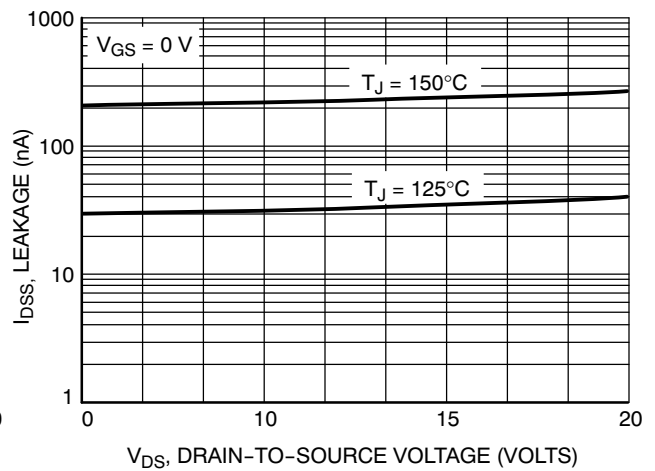 1000
V_GS = 0 V
T_J = 150°C
100
T_J = 125°C
10
1
0
10
15
20
I_DSS, LEAKAGE (nA)
V_DS, DRAIN−TO−SOURCE VOLTAGE (VOLTS)